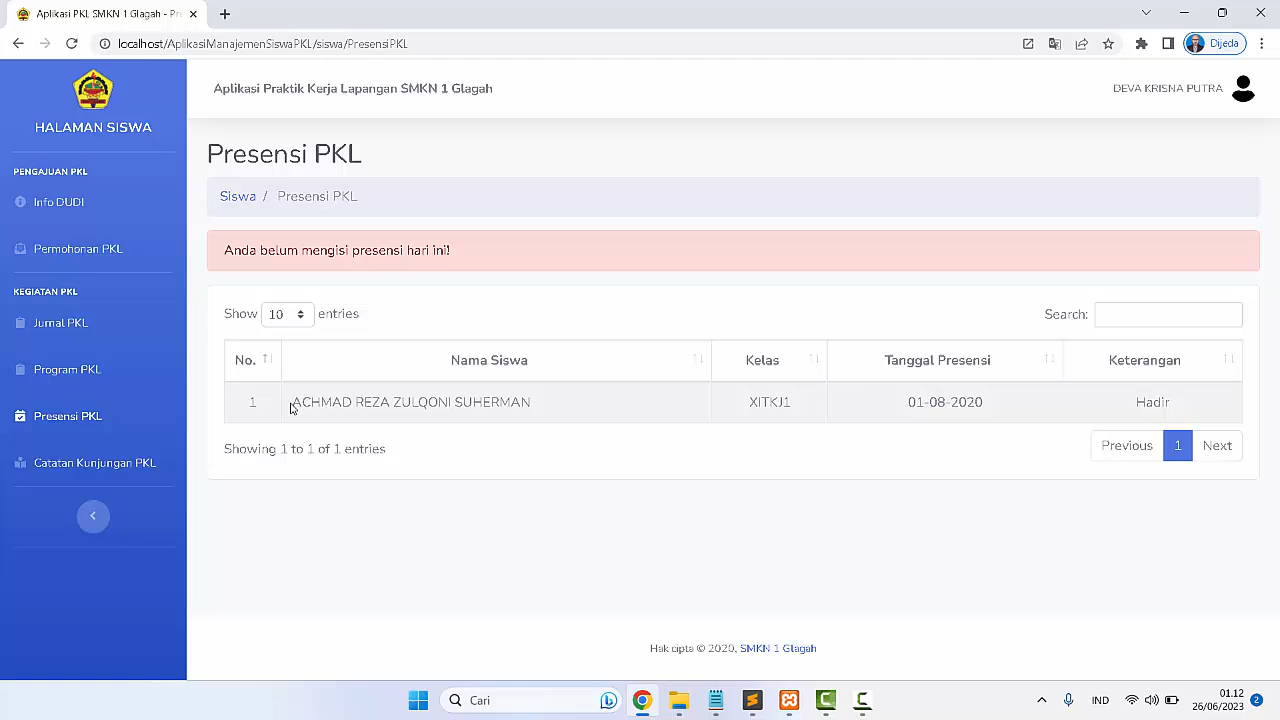 Aplikasi PKL SMKN 1 Glagah - Pre
localhost/AplikasiManajemenSiswaPKL/siswa/PresensiPKL
Dijeda
HALAMAN SISWA
Aplikasi Praktik Kerja Lapangan SMKN 1 Glagah
DEVA KRISNA PUTRA
PENGAJUAN PKL
Info DUDI
Permohonan PKL
KEGIATAN PKL
Jurnal PKL
Program PKL
Presensi PKL
Catatan Kunjungan PKL
Presensi PKL
Siswa / Presensi PKL
Anda belum mengisi presensi hari ini!
Show 10 entries
Search:
No. Nama Siswa Kelas Tanggal Presensi Keterangan
1 ACHMAD REZA ZULQONI SUHERMAN XITKJ1 01-08-2020 Hadir
Showing 1 to 1 of 1 entries
Previous 1 Next
Hak cipta © 2020, SMKN 1 Glagah
Cari
IND
01.12
26/06/2023
2